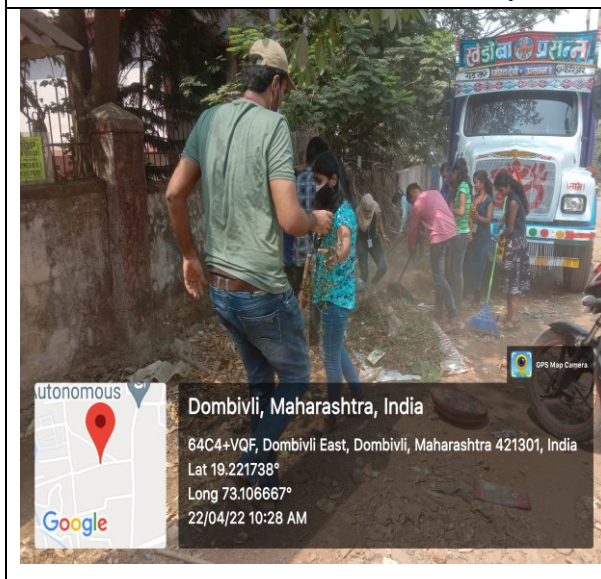 खंडोबा प्रसन्न
GPS Map Camera
utonomous
Google
Dombivli, Maharashtra, India
64C4+VQF, Dombivli East, Dombivli, Maharashtra 421301, India
Lat 19.221738°
Long 73.106667°
22/04/22 10:28 AM